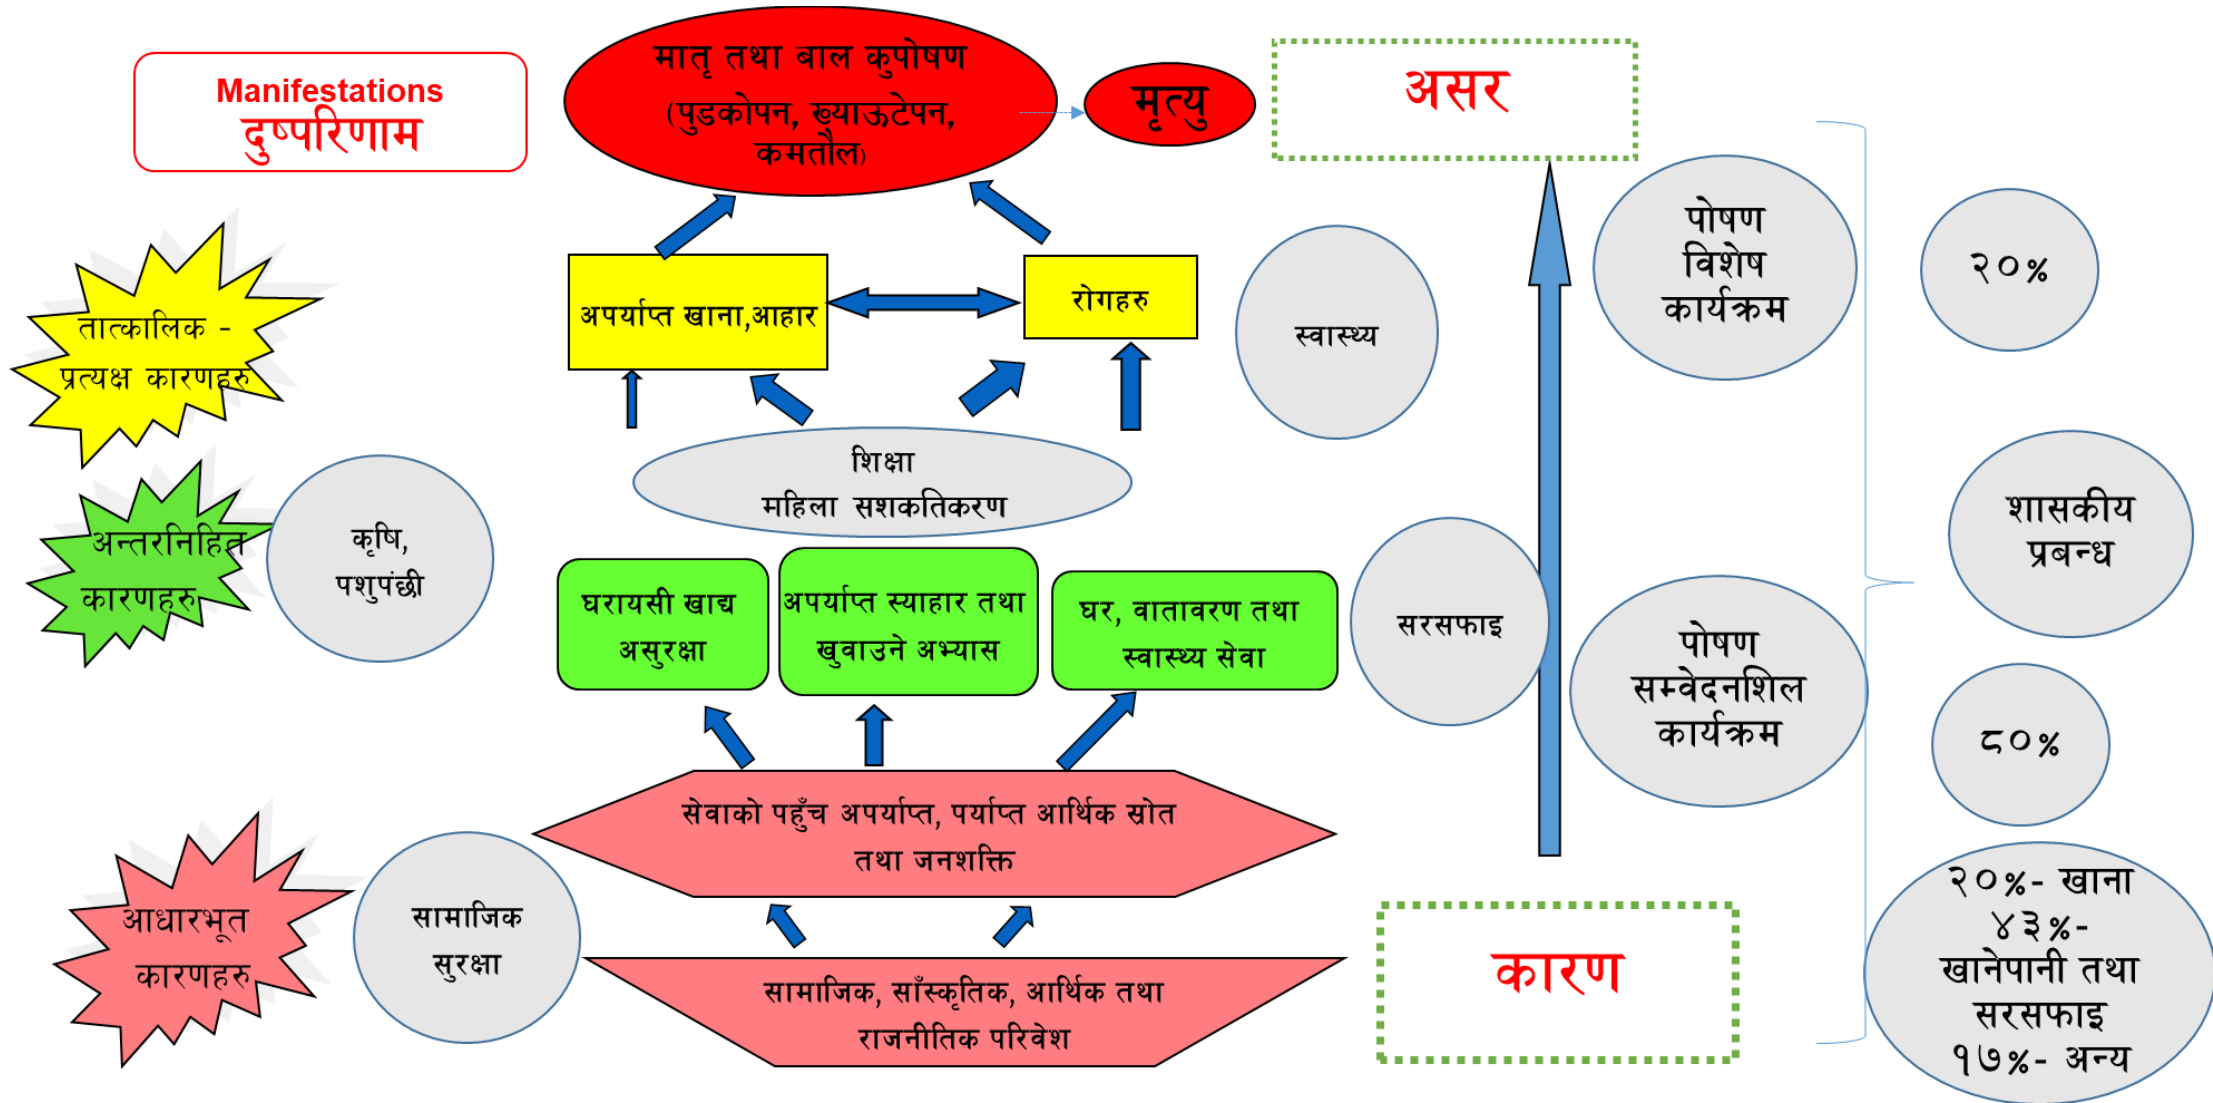 Manifestations
दुष्परिणाम
मातृ तथा बाल कुपोषण
(पुडकोपन, ख्याऊटेपन,
कमतौल)
मृत्यु
असर
तात्कालिक -
प्रत्यक्ष कारणहरु
अपर्याप्त खाना,आहार
रोगहरु
स्वास्थ्य
पोषण
विशेष
कार्यक्रम
२०%
शिक्षा
महिला सशकतिकरण
अन्तरनिहित
कारणहरु
कृषि,
पशुपंछी
घरायसी खाद्य
असुरक्षा
अपर्याप्त स्याहार तथा
खुवाउने अभ्यास
घर, वातावरण तथा
स्वास्थ्य सेवा
सरसफाइ
पोषण
सम्वेदनशिल
कार्यक्रम
शासकीय
प्रबन्ध
८०%
सेवाको पहुँच अपर्याप्त, पर्याप्त आर्थिक स्रोत
तथा जनशक्ति
आधारभूत
कारणहरु
सामाजिक
सुरक्षा
सामाजिक, साँस्कृतिक, आर्थिक तथा
राजनीतिक परिवेश
कारण
२०%- खाना
४३%-
खानेपानी तथा
सरसफाइ
१७%- अन्य